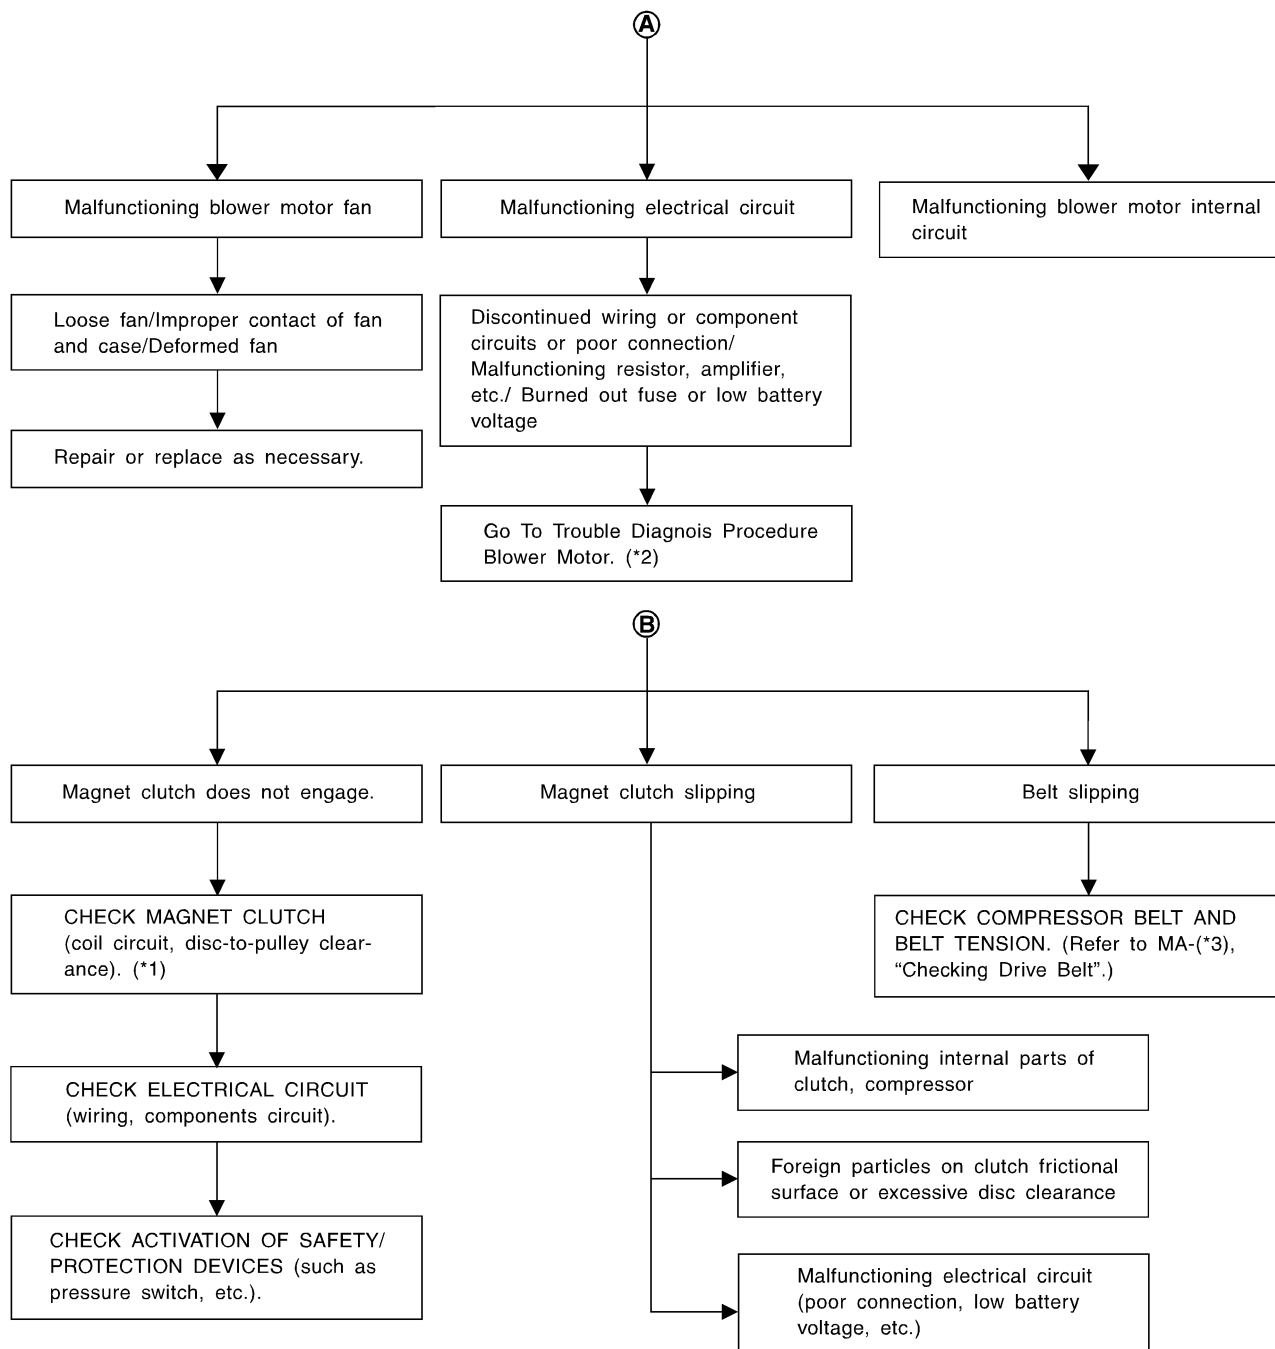 A
Malfunctioning blower motor fan
Malfunctioning electrical circuit
Malfunctioning blower motor internal
circuit
Loose fan/Improper contact of fan
and case/Deformed fan
Discontinued wiring or component
circuits or poor connection/
Malfunctioning resistor, amplifier,
etc./ Burned out fuse or low battery
voltage
Repair or replace as necessary.
Go To Trouble Diagnois Procedure
Blower Motor. (*2)
B
Magnet clutch does not engage.
Magnet clutch slipping
Belt slipping
CHECK MAGNET CLUTCH
(coil circuit, disc-to-pulley clear-
ance). (*1)
CHECK COMPRESSOR BELT AND
BELT TENSION. (Refer to MA-(*3),
“Checking Drive Belt”.)
Malfunctioning internal parts of
clutch, compressor
CHECK ELECTRICAL CIRCUIT
(wiring, components circuit).
Foreign particles on clutch frictional
surface or excessive disc clearance
CHECK ACTIVATION OF SAFETY/
PROTECTION DEVICES (such as
pressure switch, etc.).
Malfunctioning electrical circuit
(poor connection, low battery
voltage, etc.)